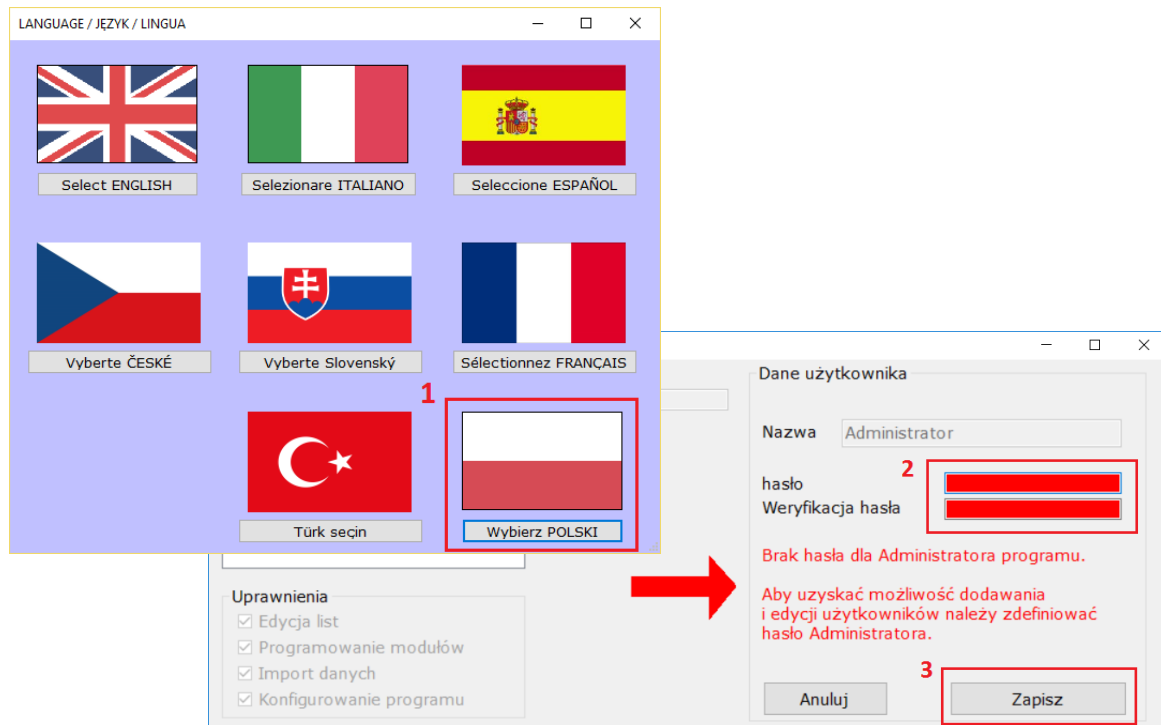 LANGUAGE / JĘZYK / LINGUA
Select ENGLISH
Selezionare ITALIANO
Seleccione ESPAÑOL
Vyberte ČESKÉ
Vyberte Slovenský
Sélectionnez FRANÇAIS
1
Türk seçin
Wybierz POLSKI
Uprawnienia
Edycja list
Programowanie modułów
Import danych
Konfigurowanie programu
Dane użytkownika
Nazwa Administrator
2
hasło
Weryfikacja hasła
Brak hasła dla Administratora programu.
Aby uzyskać możliwość dodawania
i edycji użytkowników należy zdefiniować
hasło Administratora.
3
Anuluj Zapisz